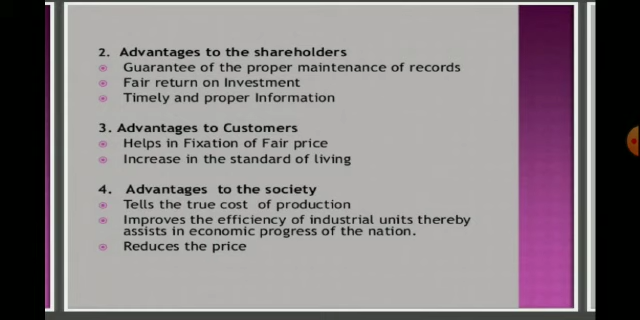 2. Advantages to the shareholders
Guarantee of the proper maintenance of records
Fair return on Investment
Timely and proper Information
3. Advantages to Customers
Helps in Fixation of Fair price
Increase in the standard of living
4. Advantages to the society
Tells the true cost of production
Improves the efficiency of industrial units thereby
assists in economic progress of the nation.
Reduces the price